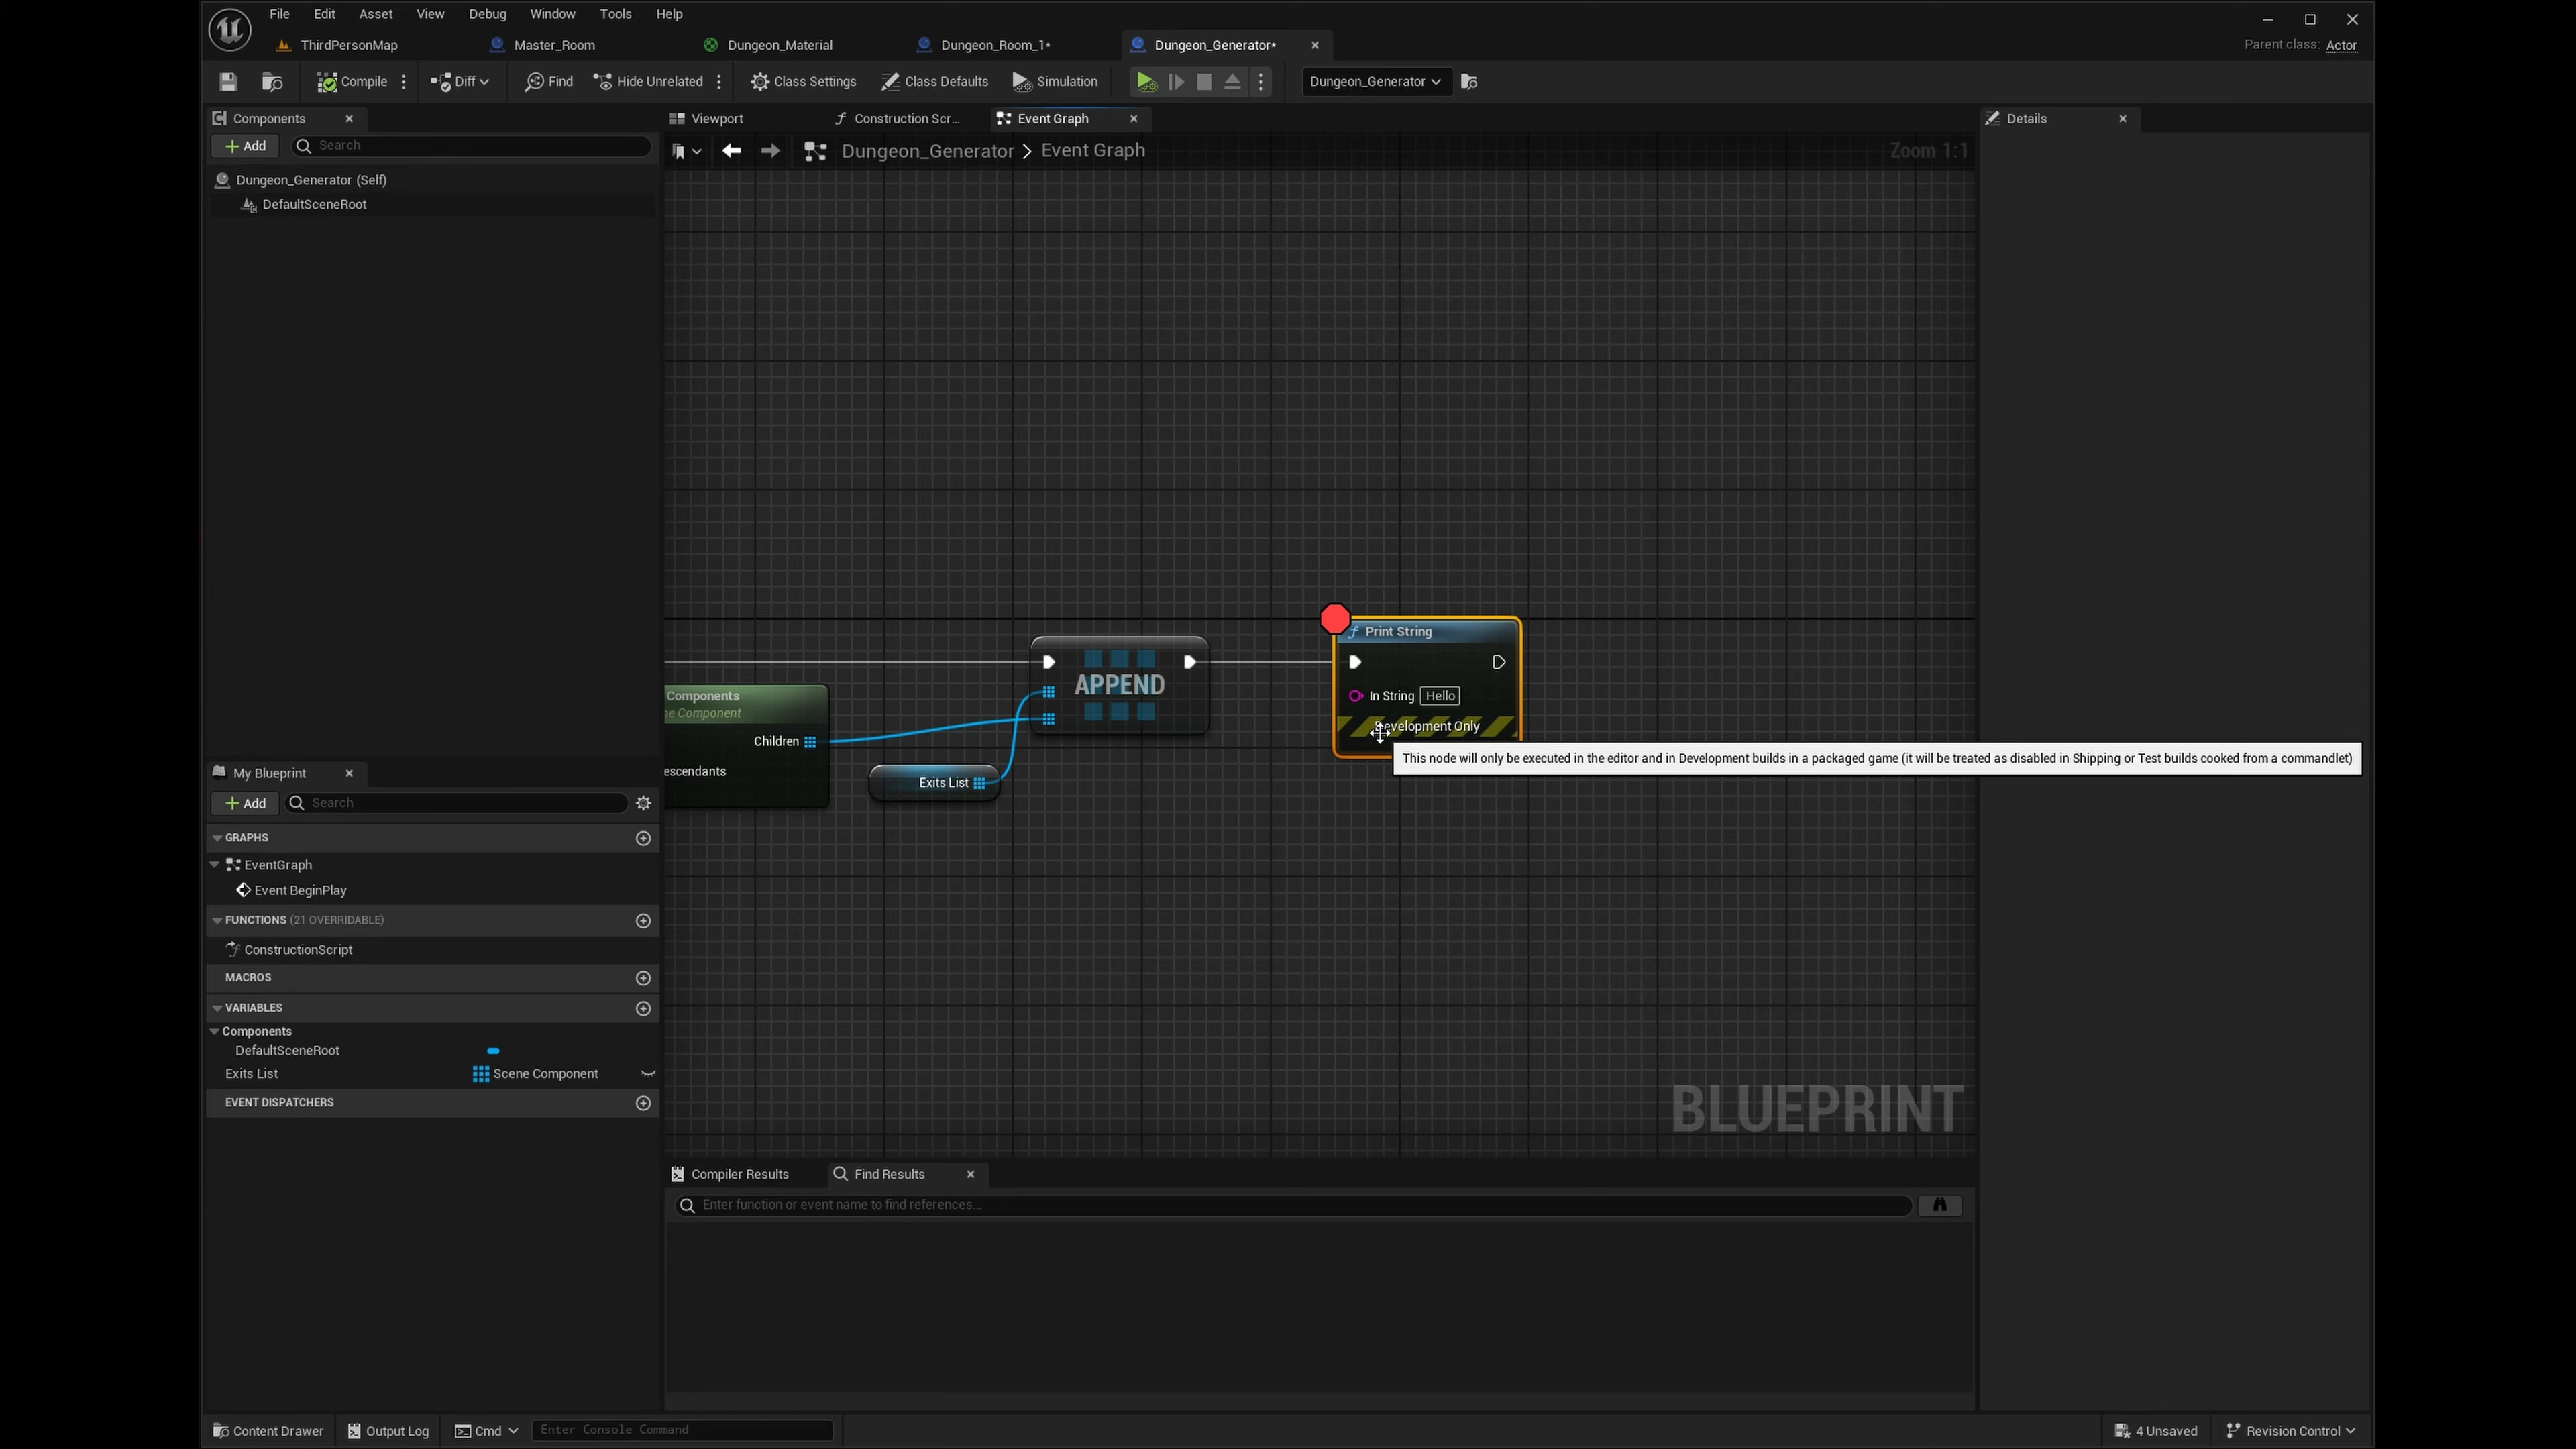 File Edit Asset View Debug Window Tools Help
ThirdPersonMap Master_Room Dungeon_Material Dungeon_Room_1* Dungeon_Generator*
Parent class: Actor
Compile Diff Find Hide Unrelated Class Settings Class Defaults Simulation Dungeon_Generator
Components
Add Search
Dungeon_Generator (Self)
DefaultSceneRoot
Viewport Construction Scr... Event Graph
Dungeon_Generator > Event Graph
Zoom 1:1
Details
Components
ne Component
Children
escendants
Exits List
APPEND
Print String
In String Hello
Development Only
This node will only be executed in the editor and in Development builds in a packaged game (it will be treated as disabled in Shipping or Test builds cooked from a commandlet)
BLUEPRINT
My Blueprint
Add Search
GRAPHS
EventGraph
Event BeginPlay
FUNCTIONS (21 OVERRIDABLE)
ConstructionScript
MACROS
VARIABLES
Components
DefaultSceneRoot
Exits List Scene Component
EVENT DISPATCHERS
Compiler Results Find Results
Enter function or event name to find references...
Content Drawer Output Log Cmd Enter Console Command
4 Unsaved Revision Control